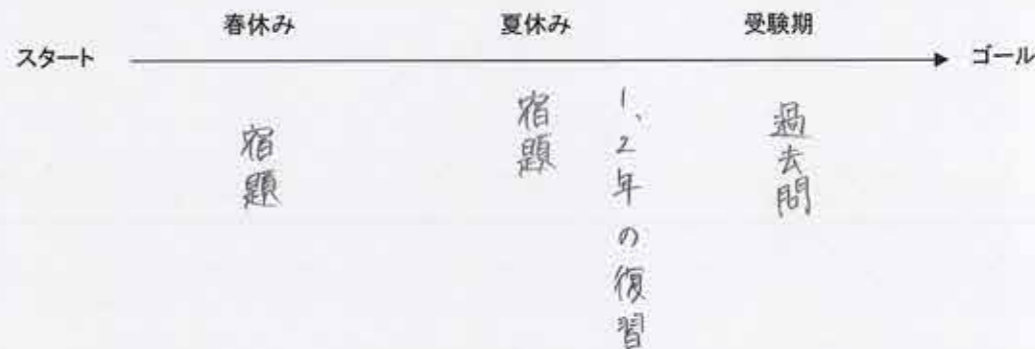 春休み 夏休み 受験期
スタート ゴール
宿題
宿題
1、2年の復習
過去問